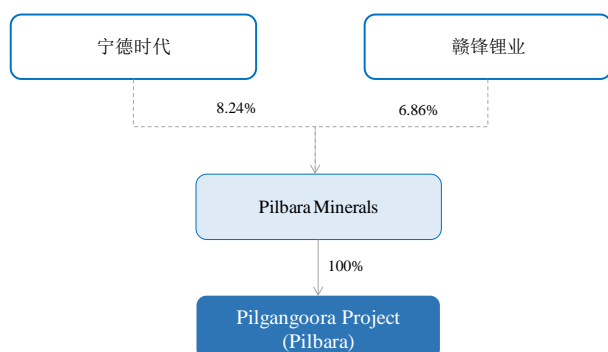 宁德时代
赣锋锂业
8.24%
6.86%
Pilbara Minerals
100%
Pilgangoora Project
(Pilbara)